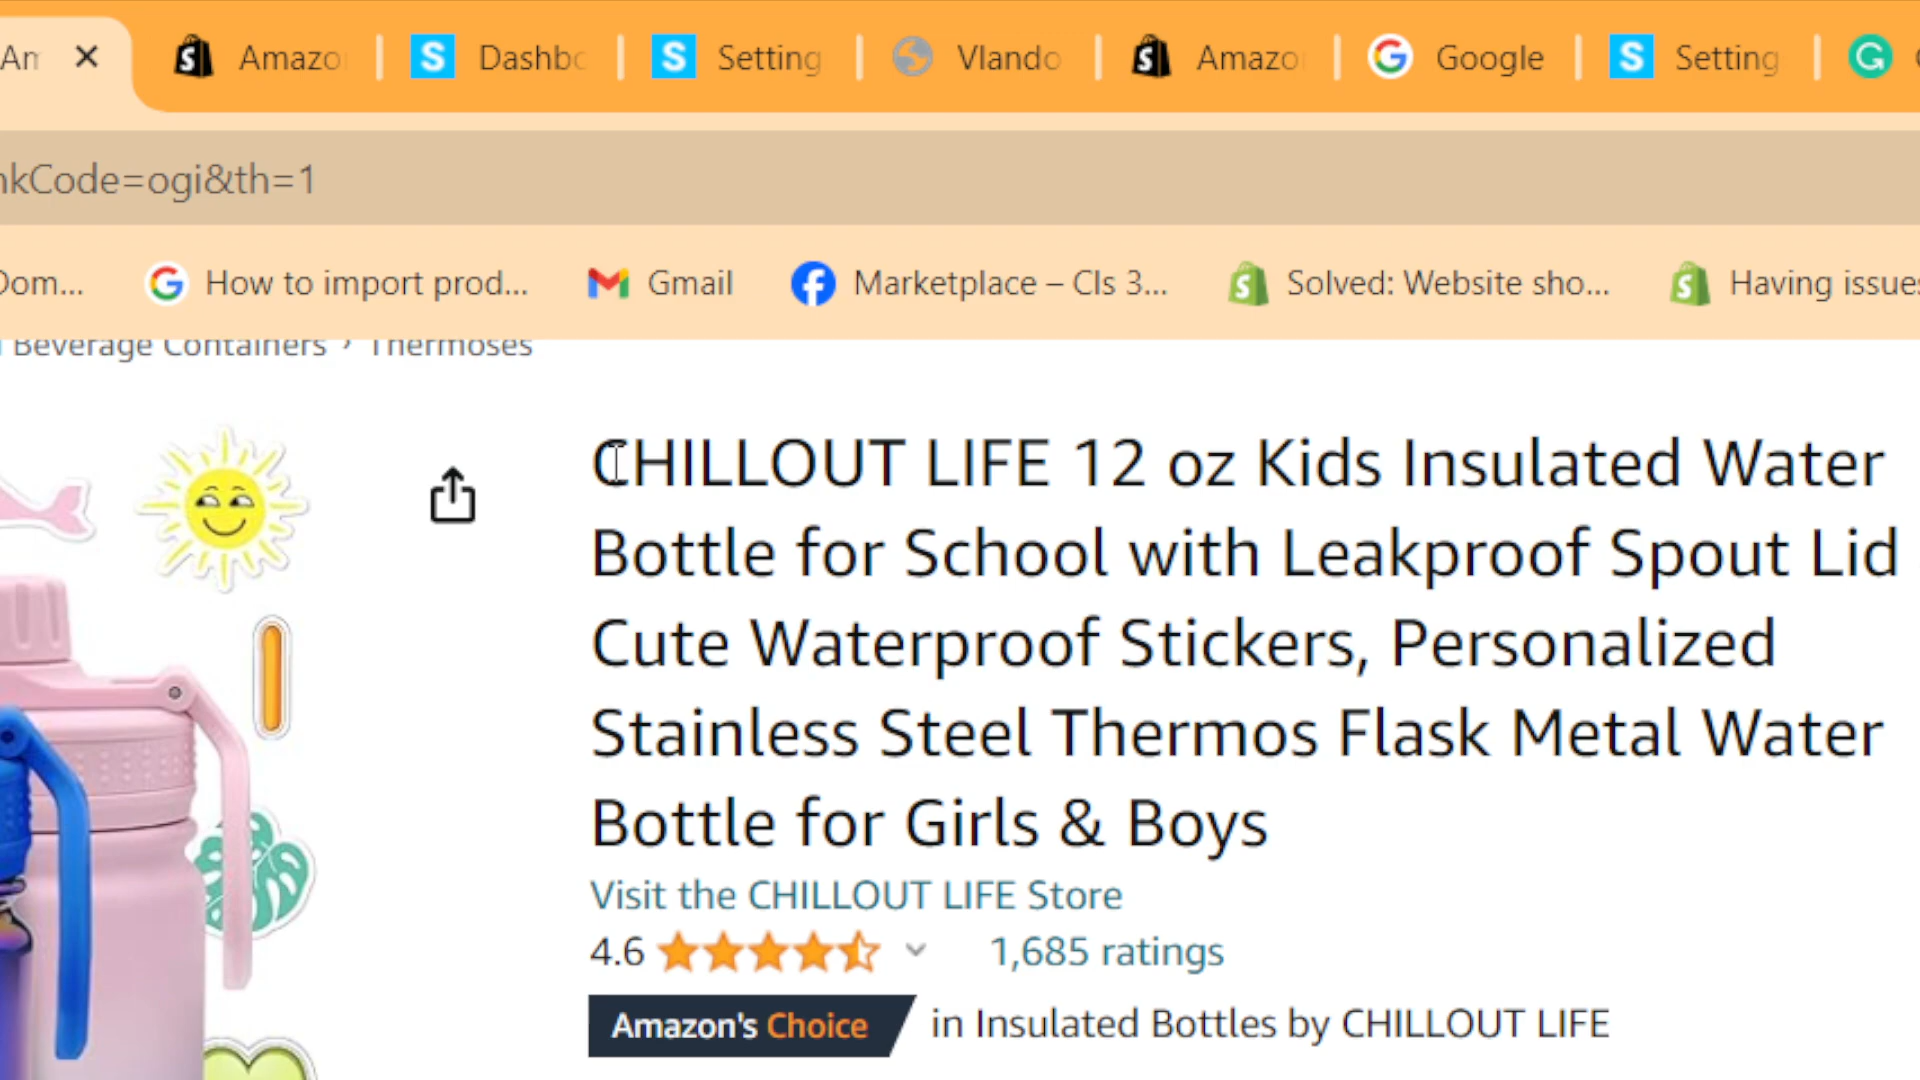 Am
Amazo
Dashbo
Setting
Vlando
Amazo
Google
Setting
nkCode=ogi&th=1
Dom...
How to import prod...
Gmail
Marketplace – Cls 3...
Solved: Website sho...
Having issues
Beverage Containers › Thermoses
CHILLOUT LIFE 12 oz Kids Insulated Water
Bottle for School with Leakproof Spout Lid
Cute Waterproof Stickers, Personalized
Stainless Steel Thermos Flask Metal Water
Bottle for Girls & Boys
Visit the CHILLOUT LIFE Store
4.6
1,685 ratings
Amazon's Choice in Insulated Bottles by CHILLOUT LIFE